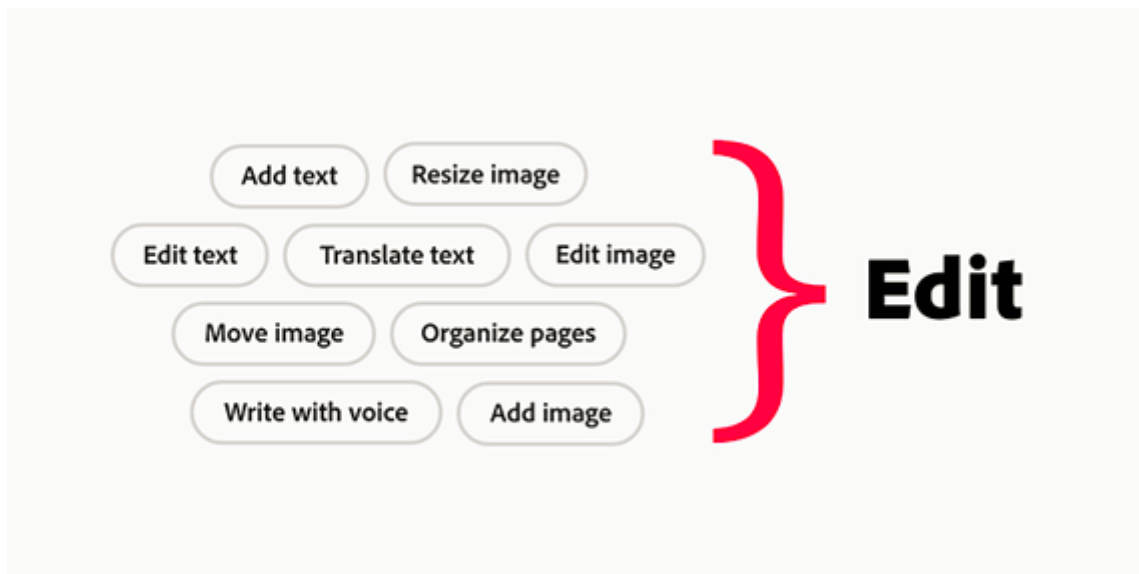 Add text Resize image
Edit text Translate text Edit image
Move image Organize pages
Write with voice Add image
} Edit